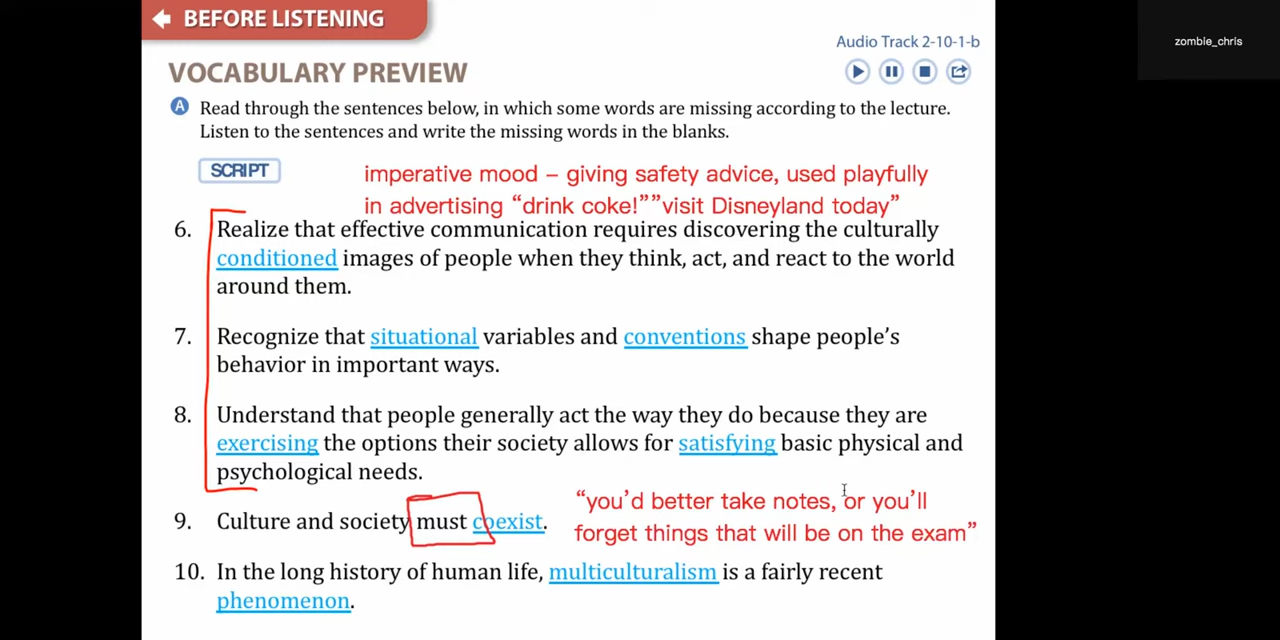 BEFORE LISTENING
zombie_chris
Audio Track 2-10-1-b
VOCABULARY PREVIEW
A Read through the sentences below, in which some words are missing according to the lecture.
Listen to the sentences and write the missing words in the blanks.
SCRIPT
imperative mood – giving safety advice, used playfully
in advertising “drink coke!””visit Disneyland today”
6. Realize that effective communication requires discovering the culturally
conditioned images of people when they think, act, and react to the world
around them.
7. Recognize that situational variables and conventions shape people’s
behavior in important ways.
8. Understand that people generally act the way they do because they are
exercising the options their society allows for satisfying basic physical and
psychological needs.
“you’d better take notes, or you’ll
forget things that will be on the exam”
9. Culture and society must coexist.
10. In the long history of human life, multiculturalism is a fairly recent
phenomenon.